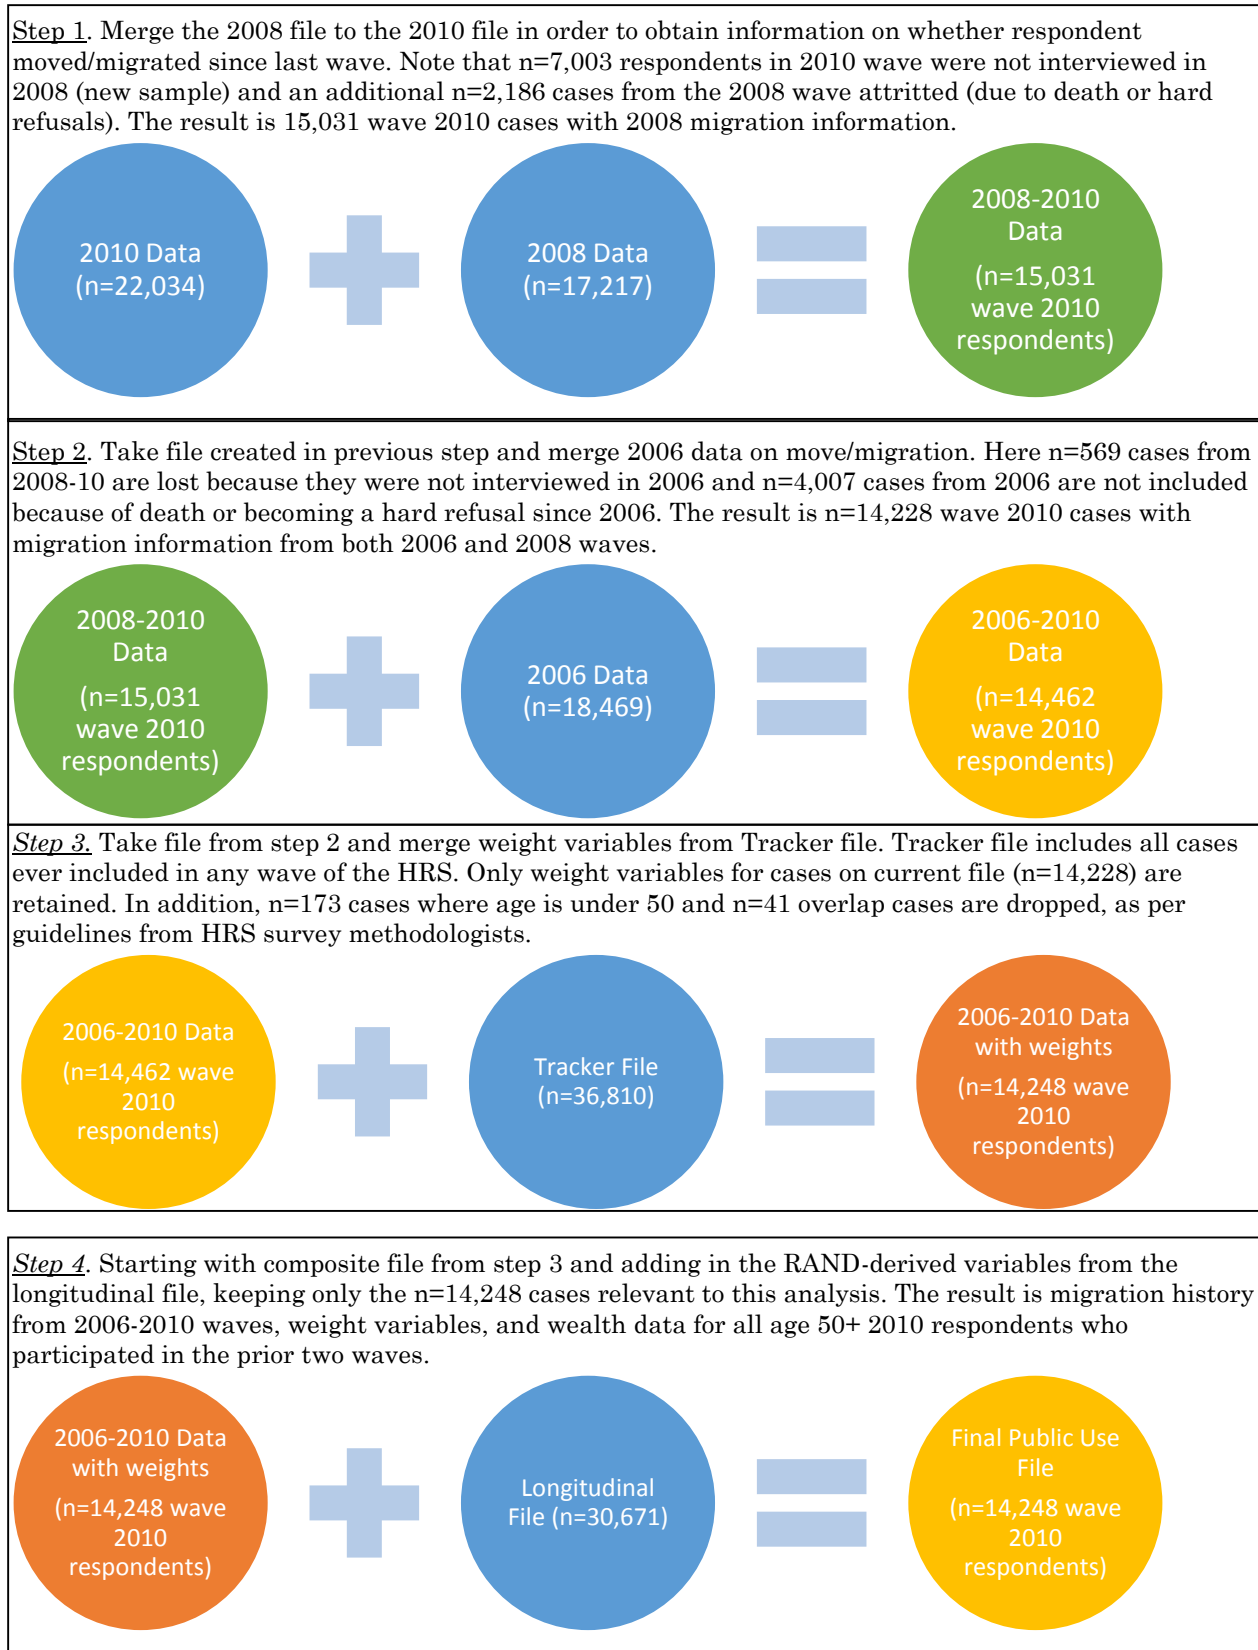 Step 1. Merge the 2008 file to the 2010 file in order to obtain information on whether respondent
moved/migrated since last wave. Note that n=7,003 respondents in 2010 wave were not interviewed in
2008 (new sample) and an additional n=2,186 cases from the 2008 wave attritted (due to death or hard
refusals). The result is 15,031 wave 2010 cases with 2008 migration information.
2010 Data
(n=22,034)
2008 Data
(n=17,217)
2008-2010
Data
(n=15,031
wave 2010
respondents)
Step 2. Take file created in previous step and merge 2006 data on move/migration. Here n=569 cases from
2008-10 are lost because they were not interviewed in 2006 and n=4,007 cases from 2006 are not included
because of death or becoming a hard refusal since 2006. The result is n=14,228 wave 2010 cases with
migration information from both 2006 and 2008 waves.
2008-2010
Data
(n=15,031
wave 2010
respondents)
2006 Data
(n=18,469)
2006-2010
Data
(n=14,462
wave 2010
respondents)
Step 3. Take file from step 2 and merge weight variables from Tracker file. Tracker file includes all cases
ever included in any wave of the HRS. Only weight variables for cases on current file (n=14,228) are
retained. In addition, n=173 cases where age is under 50 and n=41 overlap cases are dropped, as per
guidelines from HRS survey methodologists.
2006-2010 Data
(n=14,462 wave
2010
respondents)
Tracker File
(n=36,810)
2006-2010 Data
with weights
(n=14,248 wave
2010
respondents)
Step 4. Starting with composite file from step 3 and adding in the RAND-derived variables from the
longitudinal file, keeping only the n=14,248 cases relevant to this analysis. The result is migration history
from 2006-2010 waves, weight variables, and wealth data for all age 50+ 2010 respondents who
participated in the prior two waves.
2006-2010 Data
with weights
(n=14,248 wave
2010
respondents)
Longitudinal
File (n=30,671)
Final Public Use
File
(n=14,248 wave
2010
respondents)